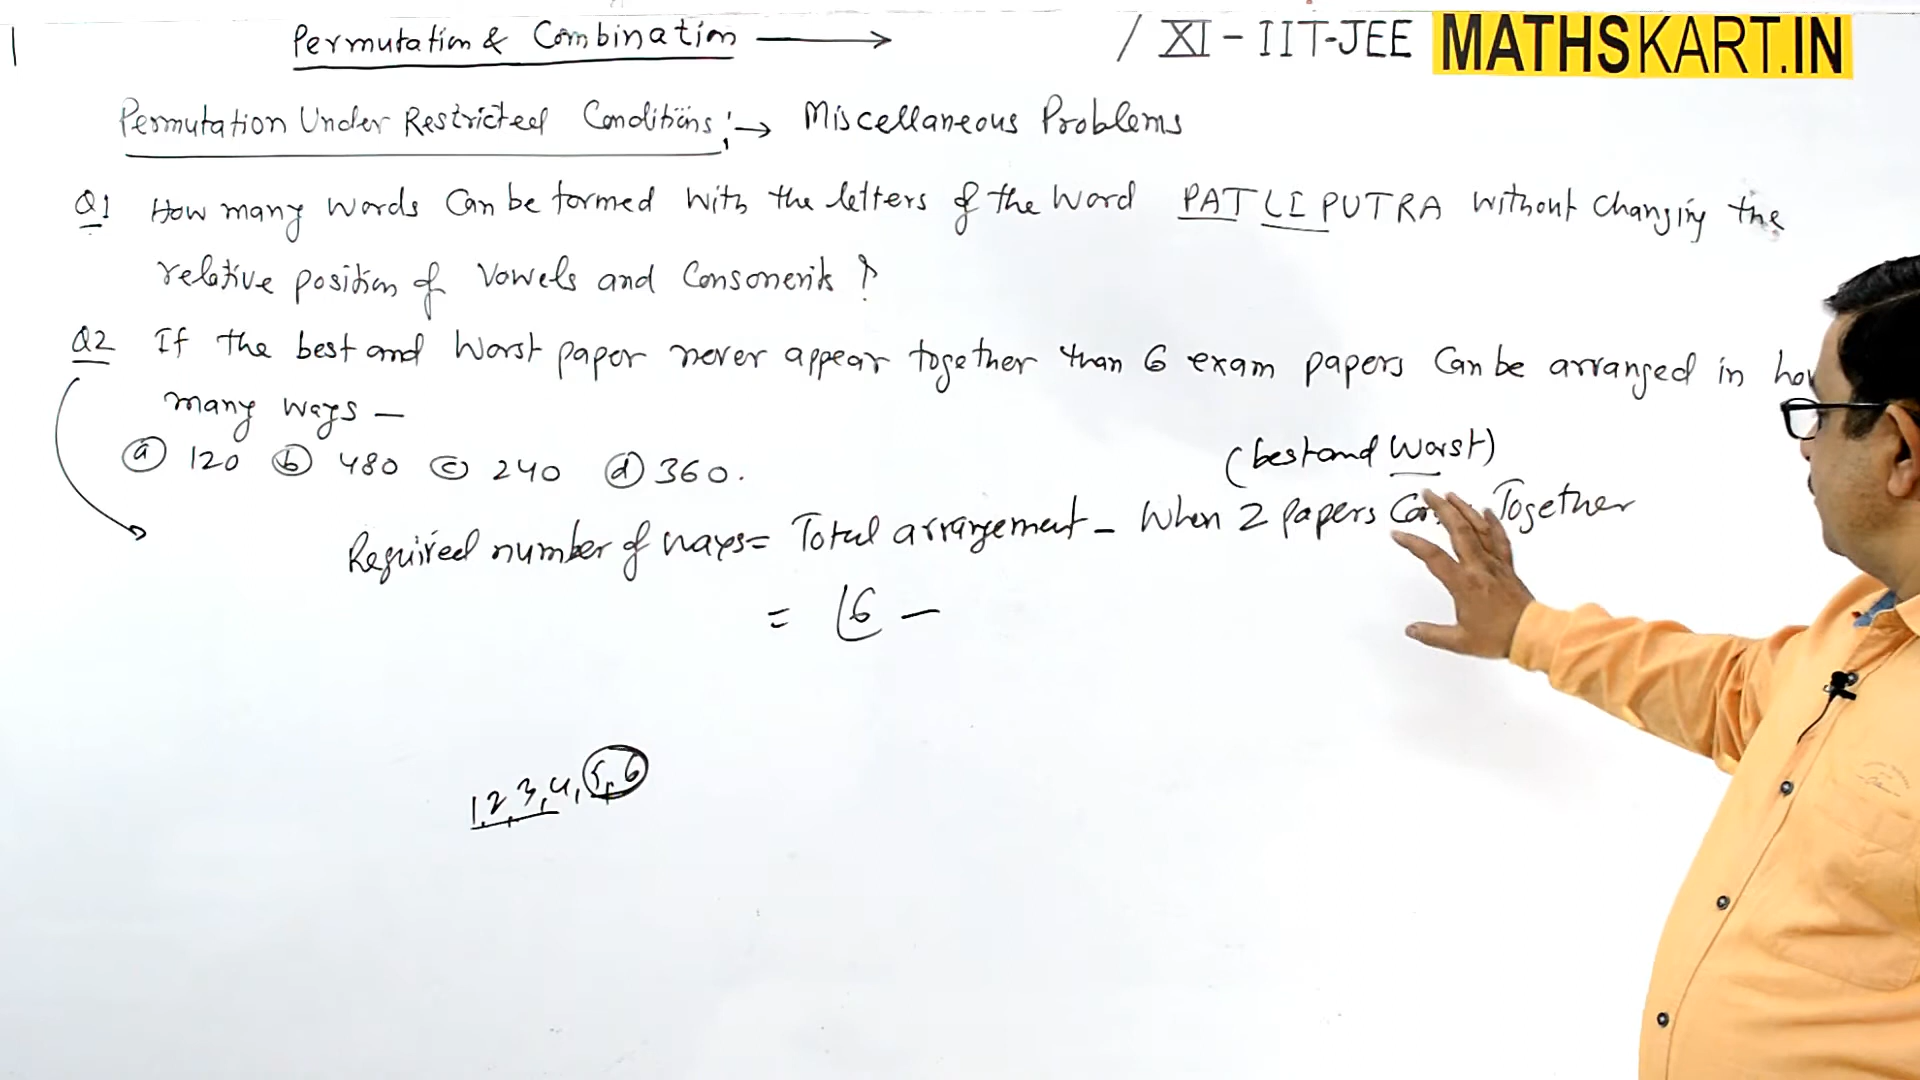 Permutation & Combination → / XI - IIT-JEE MATHSKART.IN
Permutation Under Restricted Conditions :→ Miscellaneous Problems
Q1 How many words Can be formed with the letters of the word PATLIPUTRA without changing the
relative position of Vowels and Consonents ?
Q2 If the best and Worst paper never appear together than 6 exam papers Can be arranged in
many ways —
(a) 120 (b) 480 (c) 240 (d) 360.
(best and Worst)
Required number of ways = Total arrangement - When 2 papers Together
= 6 —
1, 2, 3, 4, 5, 6